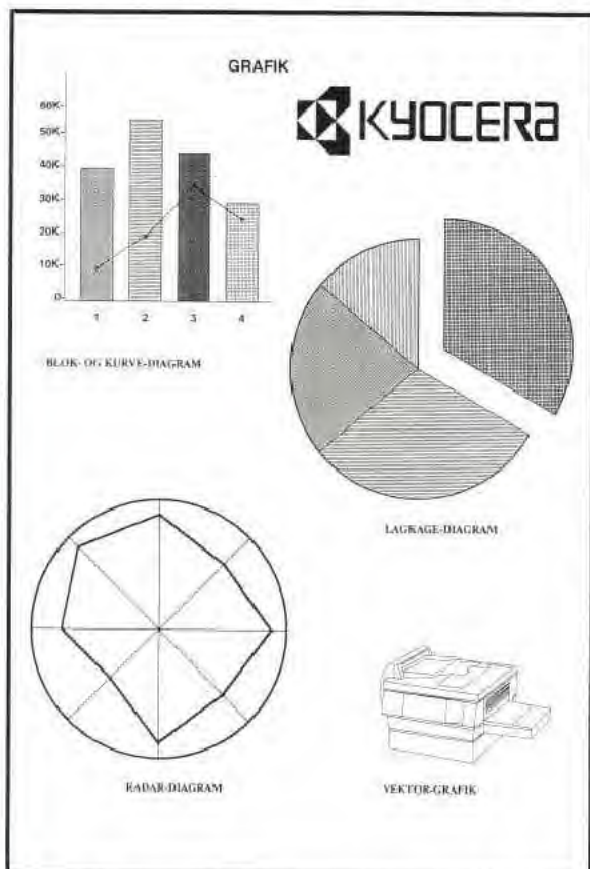 GRAFIK
KYOCERA
60K-
50K-
40K-
30K-
20K-
10K-
0-
1 2 3 4
BLOK- OG KURVE-DIAGRAM
LAGKAGE-DIAGRAM
RADAR-DIAGRAM
VEKTOR-GRAFIK